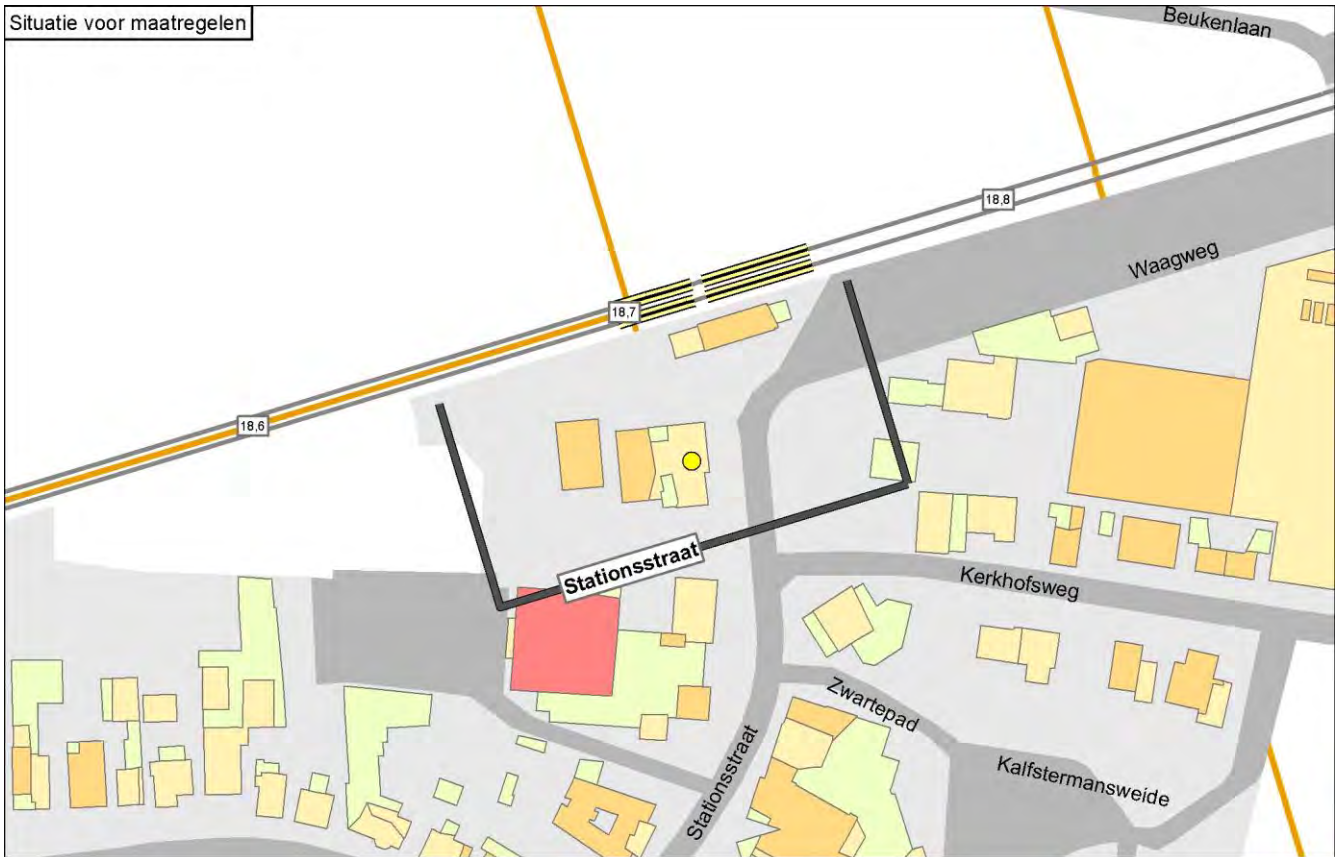 Situatie voor maatregelen
Beukenlaan
18,8
Waagweg
18,7
18,6
Stationsstraat
Kerkhofsweg
Zwartepad
Stationsstraat
Kalfstermansweide